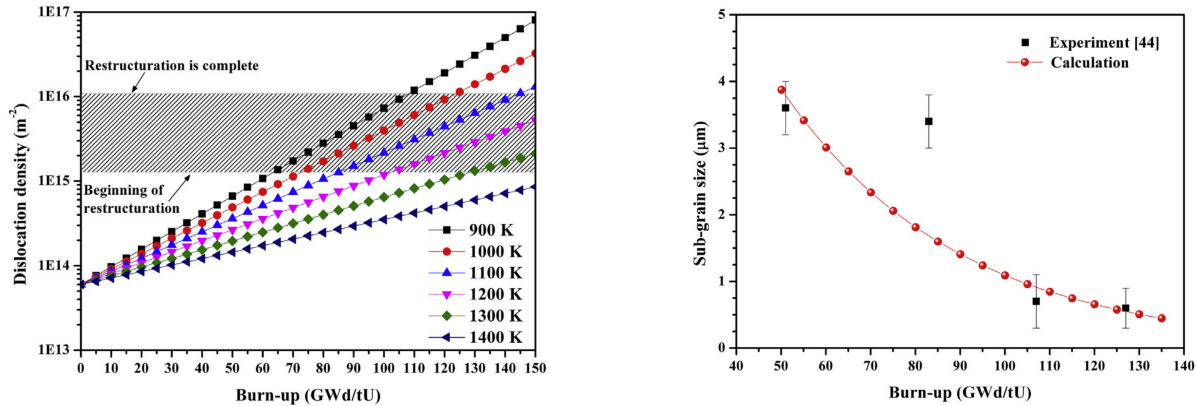 1E17
1E16
1E15
1E14
1E13
Dislocation density (m⁻²)
Restructuration is complete
Beginning of
restructuration
900 K
1000 K
1100 K
1200 K
1300 K
1400 K
0 10 20 30 40 50 60 70 80 90 100 110 120 130 140 150
Burn-up (GWd/tU)
5
4
3
2
1
0
Sub-grain size (μm)
Experiment [44]
Calculation
40 50 60 70 80 90 100 110 120 130 140
Burn-up (GWd/tU)